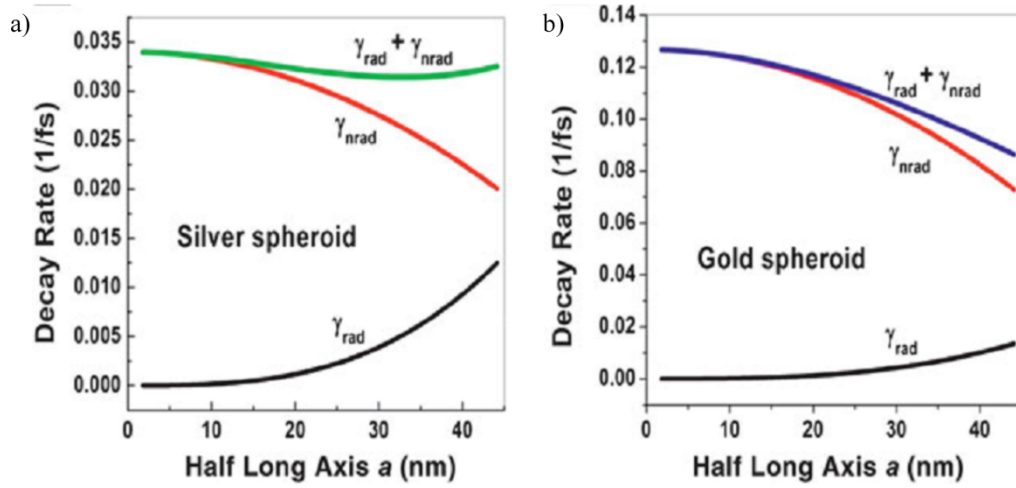 a)
Decay Rate (1/fs)
0.035
0.030
0.025
0.020
0.015
0.010
0.005
0.000
γrad + γnrad
γnrad
Silver spheroid
γrad
0 10 20 30 40
Half Long Axis a (nm)
b)
Decay Rate (1/fs)
0.14
0.12
0.10
0.08
0.06
0.04
0.02
0.00
γrad + γnrad
γnrad
Gold spheroid
γrad
0 10 20 30 40
Half Long Axis a (nm)